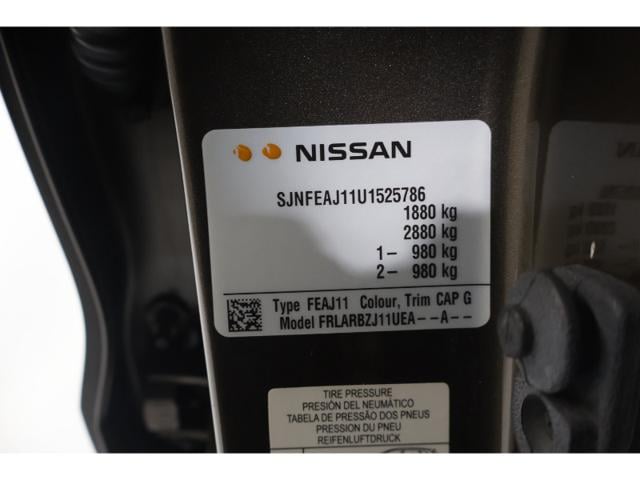 NISSAN
SJNFEAJ11U1525786
1880 kg
2880 kg
1– 980 kg
2– 980 kg
Type FEAJ11 Colour, Trim CAP G
Model FRLARBZJ11UEA--A--
TIRE PRESSURE
PRESIÓN DEL NEUMÁTICO
TABELA DE PRESSÃO DOS PNEUS
PRESSION DU PNEU
REIFENLUFTDRUCK